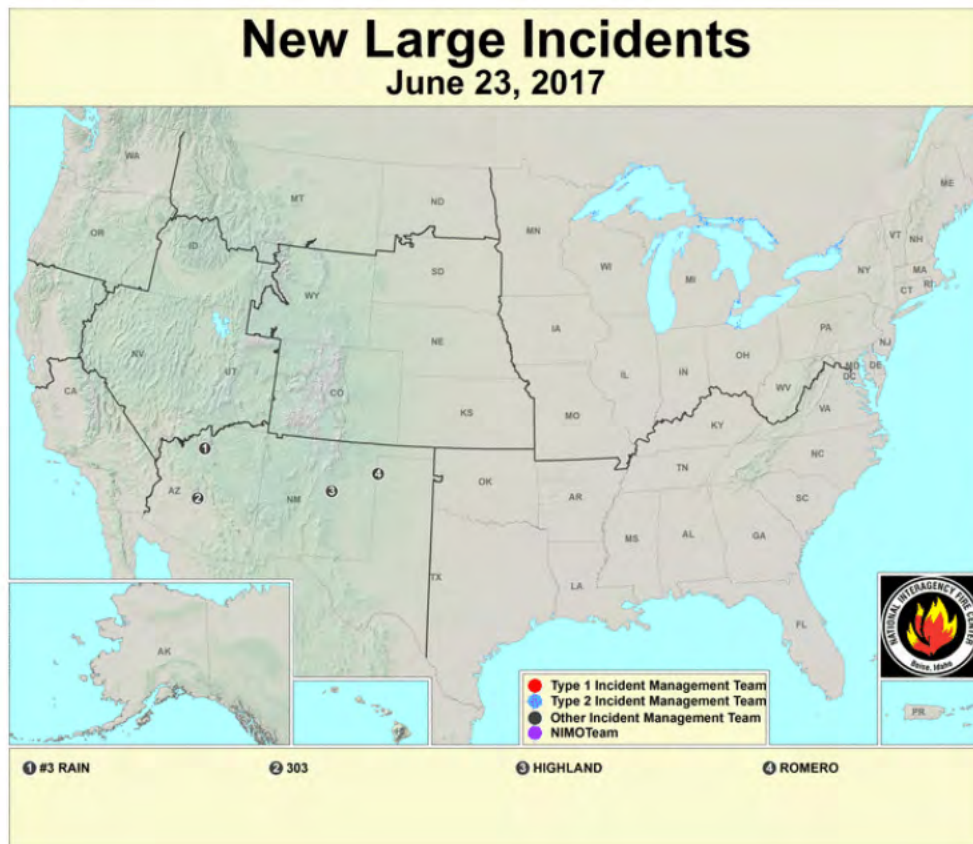 New Large Incidents
June 23, 2017
WA
MT
ND
ME
OR
ID
MN
VT
NH
SD
WI
NY
MA
WY
MI
CT
RI
IA
PA
NE
NJ
NV
UT
OH
MD
DE
IL
IN
DC
CO
WV
CA
VA
KS
MO
KY
1
NC
4
TN
OK
AZ
2
NM
3
AR
SC
MS
AL
GA
TX
LA
NATIONAL INTERAGENCY FIRE CENTER
Boise, Idaho
FL
AK
Type 1 Incident Management Team
Type 2 Incident Management Team
Other Incident Management Team
NIMOTeam
PR
1 #3 RAIN 2 303 3 HIGHLAND 4 ROMERO